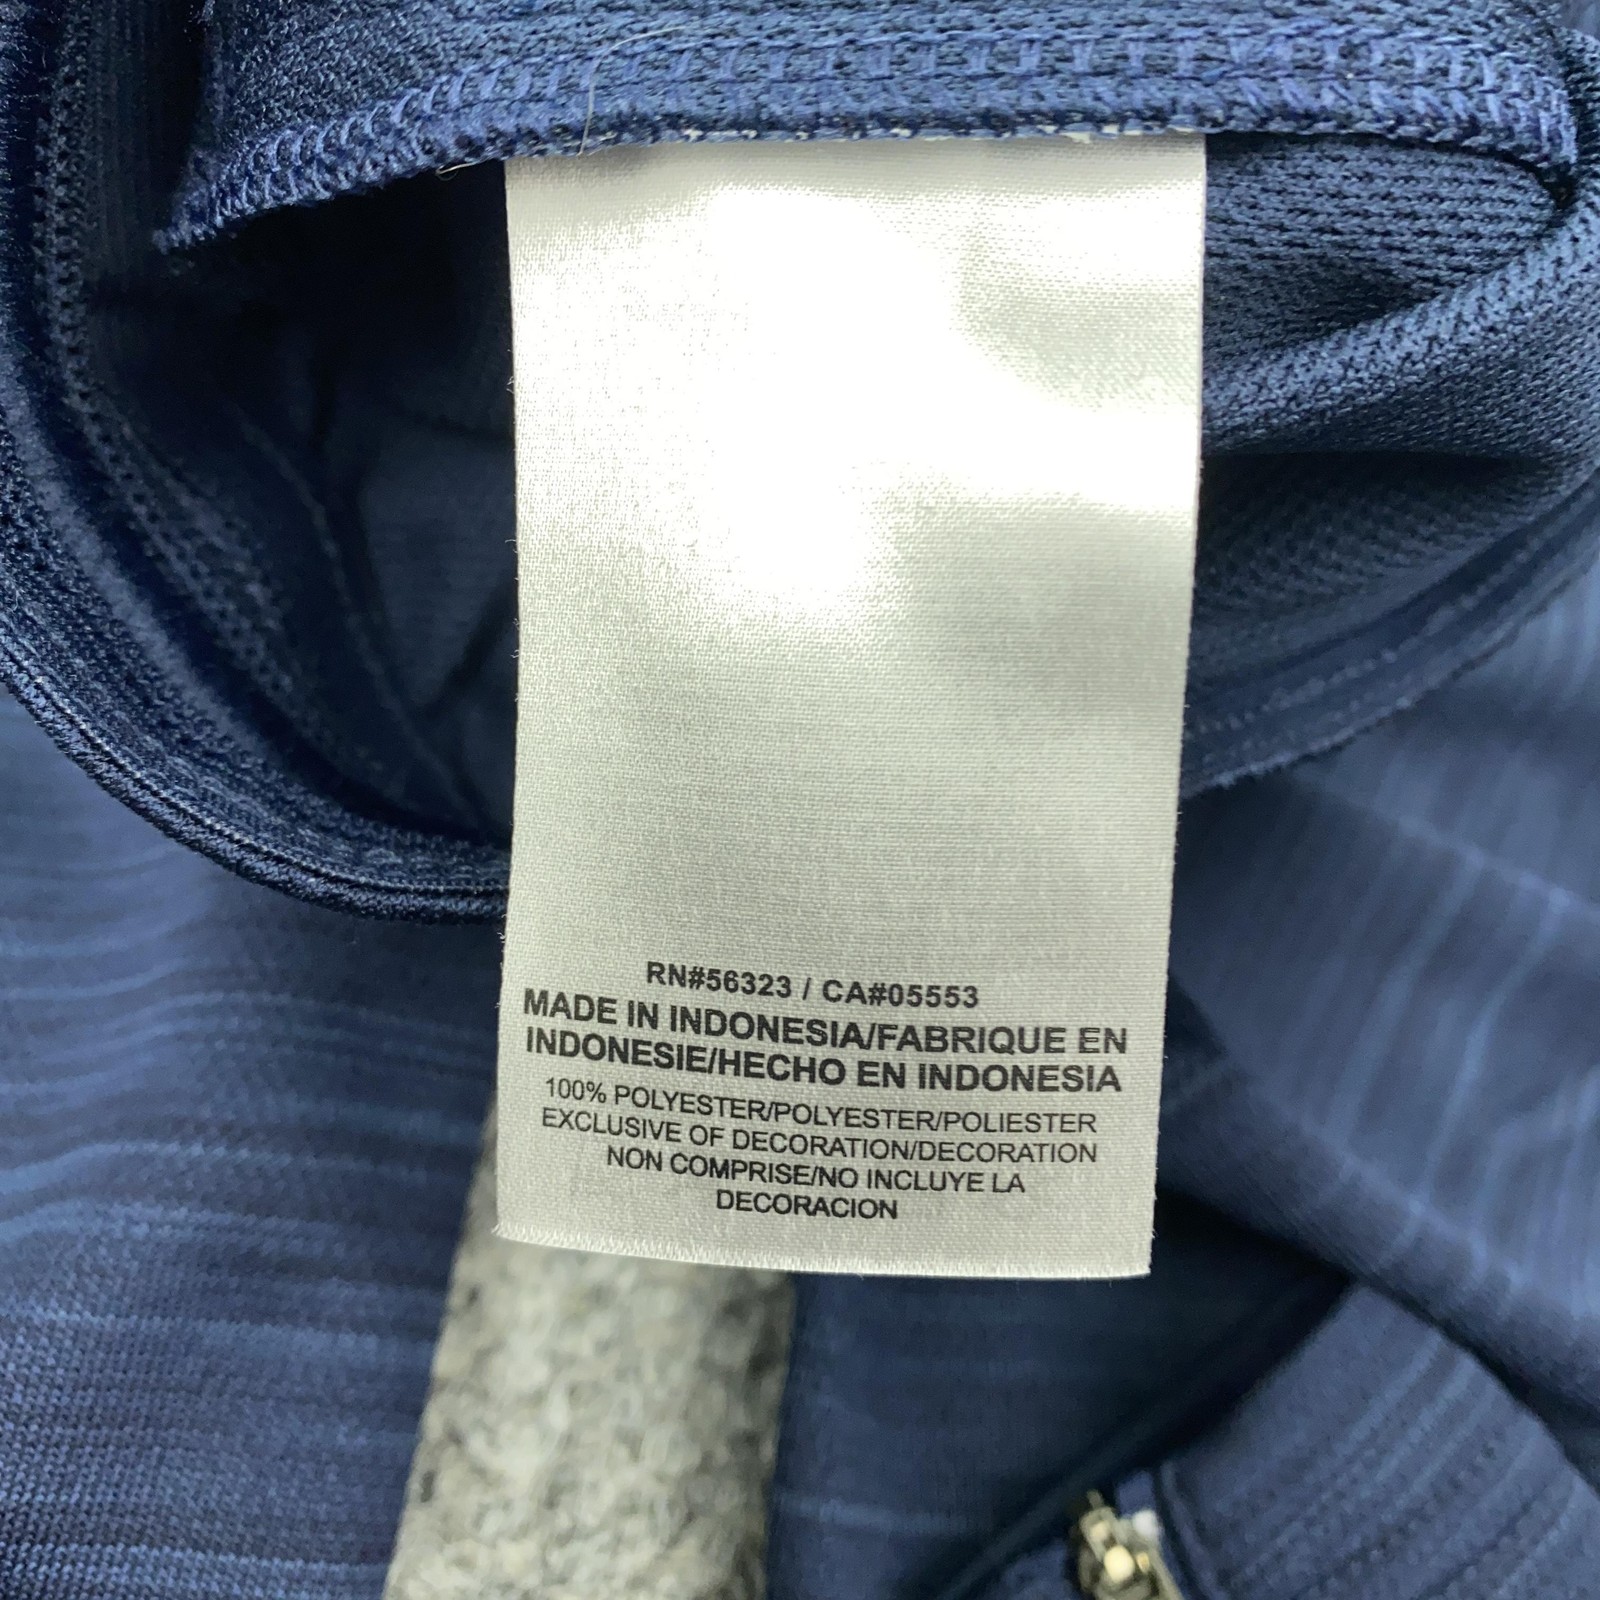 RN#56323 / CA#05553
MADE IN INDONESIA/FABRIQUE EN
INDONESIE/HECHO EN INDONESIA
100% POLYESTER/POLYESTER/POLIESTER
EXCLUSIVE OF DECORATION/DECORATION
NON COMPRISE/NO INCLUYE LA
DECORACION